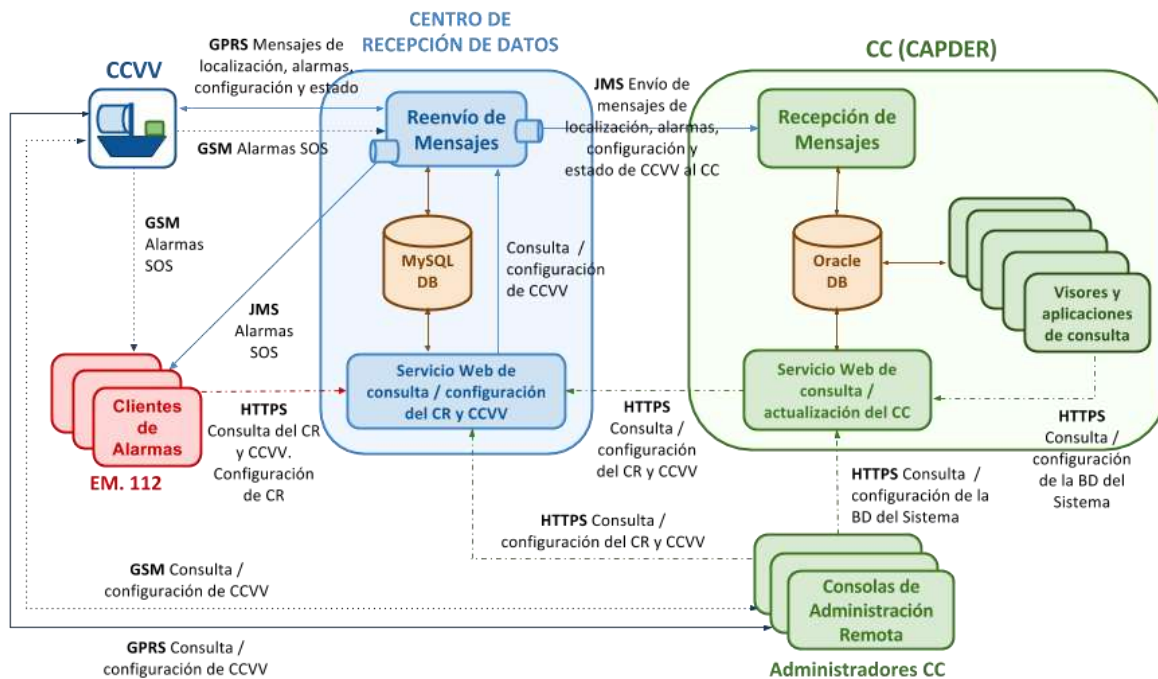 CENTRO DE
RECEPCIÓN DE DATOS
CC (CAPDER)
CCVV
GPRS Mensajes de
localización, alarmas,
configuración y estado
GSM Alarmas SOS
Reenvío de
Mensajes
JMS Envío de
mensajes de
localización, alarmas,
configuración y
estado de CCVV al CC
Recepción de
Mensajes
GSM
Alarmas
SOS
MySQL
DB
Consulta /
configuración
de CCVV
Oracle
DB
Visores y
aplicaciones
de consulta
JMS
Alarmas
SOS
Clientes
de
Alarmas
EM. 112
HTTPS
Consulta del CR
y CCVV.
Configuración
de CR
Servicio Web de
consulta / configuración
del CR y CCVV
HTTPS
Consulta /
configuración
del CR y CCVV
Servicio Web de
consulta /
actualización del CC
HTTPS
Consulta /
configuración
de la BD del
Sistema
HTTPS Consulta /
configuración de la
BD del Sistema
HTTPS Consulta /
configuración del CR y CCVV
GSM Consulta /
configuración de CCVV
Consolas de
Administración
Remota
GPRS Consulta /
configuración de CCVV
Administradores CC